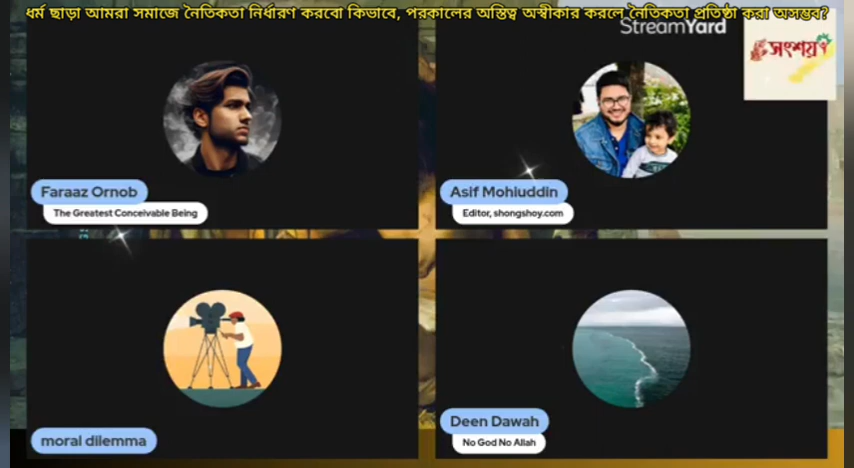 ধর্ম ছাড়া আমরা সমাজে নৈতিকতা নির্ধারণ করবো কিভাবে, পরকালের অস্তিত্ব অস্বীকার করলে নৈতিকতা প্রতিষ্ঠা করা অসম্ভব?
StreamYard
সংশয়
Faraaz Ornob
The Greatest Conceivable Being
Asif Mohiuddin
Editor, shongshoy.com
moral dilemma
Deen Dawah
No God No Allah